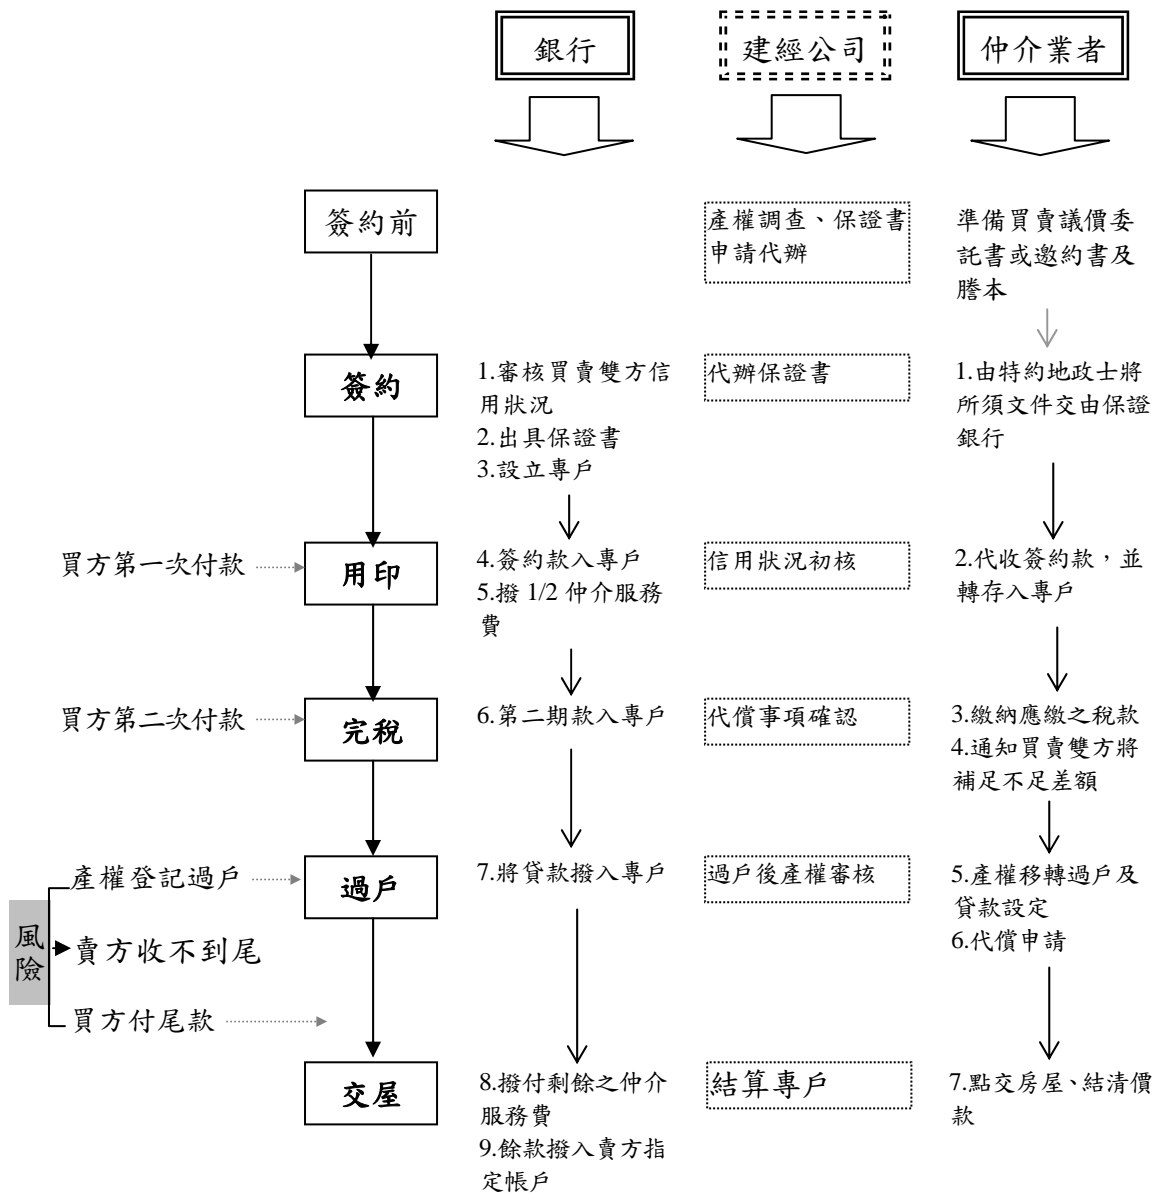 銀行
建經公司
仲介業者
簽約前
產權調查、保證書
申請代辦
準備買賣議價委
託書或邀約書及
謄本
簽約
1.審核買賣雙方信
用狀況
2.出具保證書
3.設立專戶
代辦保證書
1.由特約地政士將
所須文件交由保證
銀行
買方第一次付款
用印
4.簽約款入專戶
5.撥 1/2 仲介服務
費
信用狀況初核
2.代收簽約款，並
轉存入專戶
買方第二次付款
完稅
6.第二期款入專戶
代償事項確認
3.繳納應繳之稅款
4.通知買賣雙方將
補足不足差額
產權登記過戶
過戶
7.將貸款撥入專戶
過戶後產權審核
5.產權移轉過戶及
貸款設定
6.代償申請
風
險
賣方收不到尾
買方付尾款
交屋
8.撥付剩餘之仲介
服務費
9.餘款撥入賣方指
定帳戶
結算專戶
7.點交房屋、結清價
款